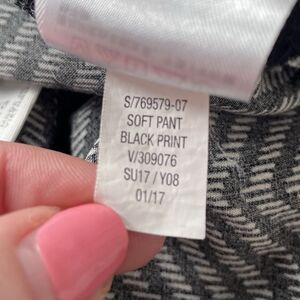 S/769579-07
SOFT PANT
BLACK PRINT
V/309076
SU17 / Y08
01/17